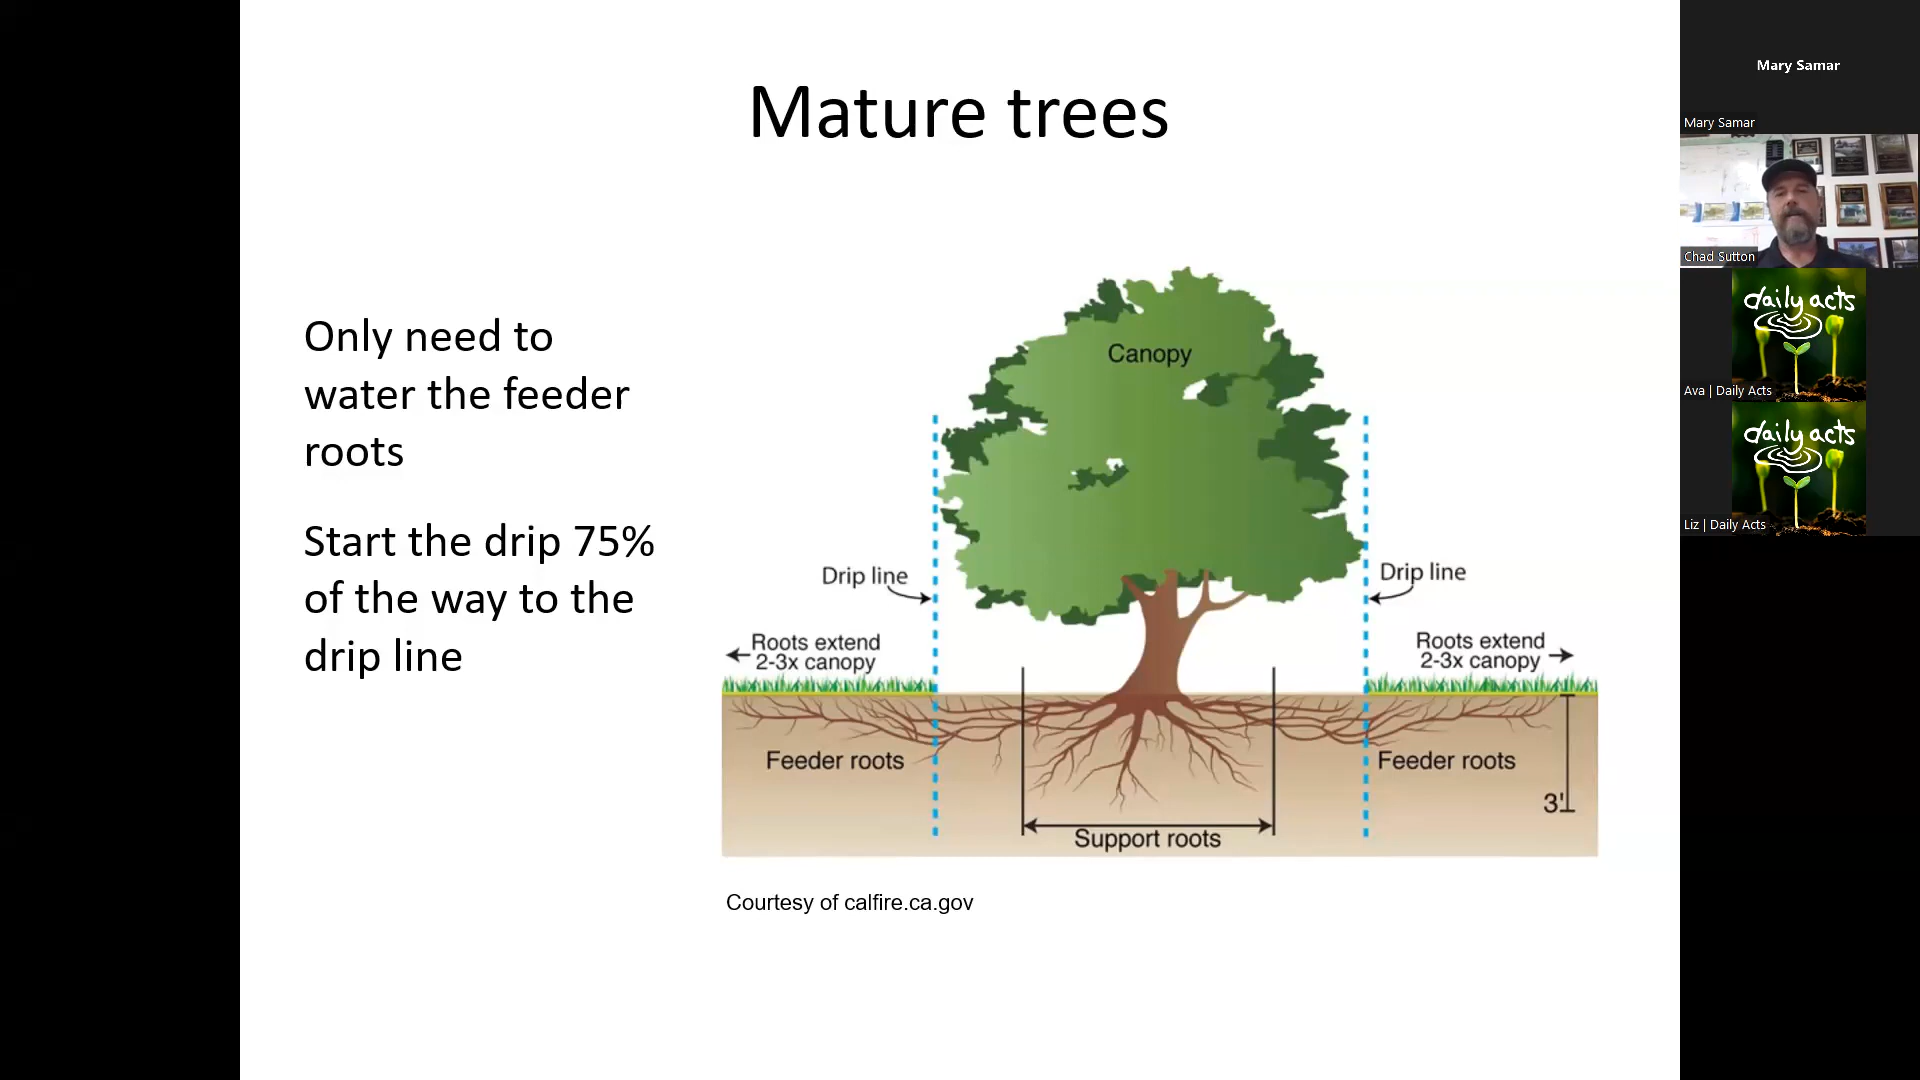 Mature trees
Only need to
water the feeder
roots
Start the drip 75%
of the way to the
drip line
Canopy
Drip line
Drip line
Roots extend
2-3x canopy
Roots extend
2-3x canopy
Feeder roots
Feeder roots
3'
Support roots
Courtesy of calfire.ca.gov
Mary Samar
Mary Samar
Chad Sutton
daily acts
Ava | Daily Acts
daily acts
Liz | Daily Acts